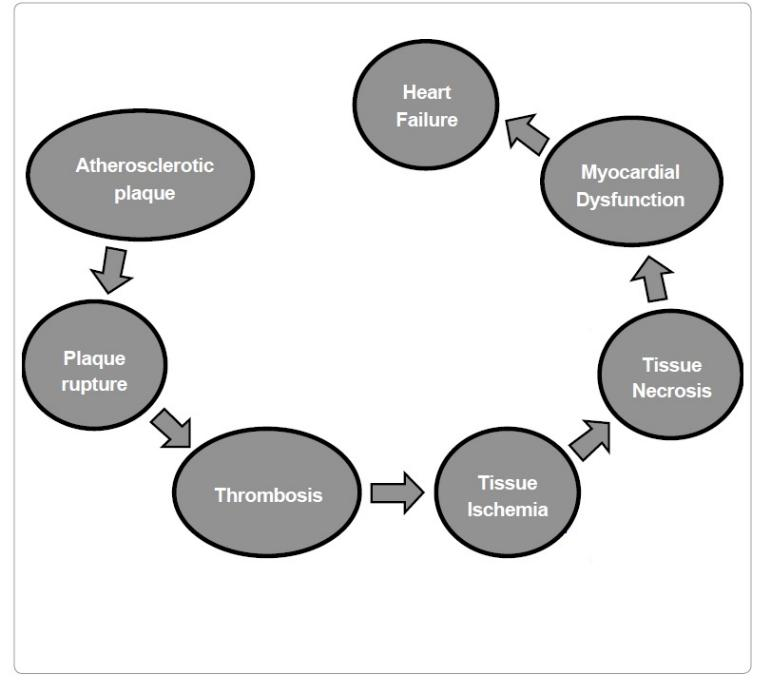 Atherosclerotic
plaque
Plaque
rupture
Thrombosis
Tissue
Ischemia
Tissue
Necrosis
Myocardial
Dysfunction
Heart
Failure